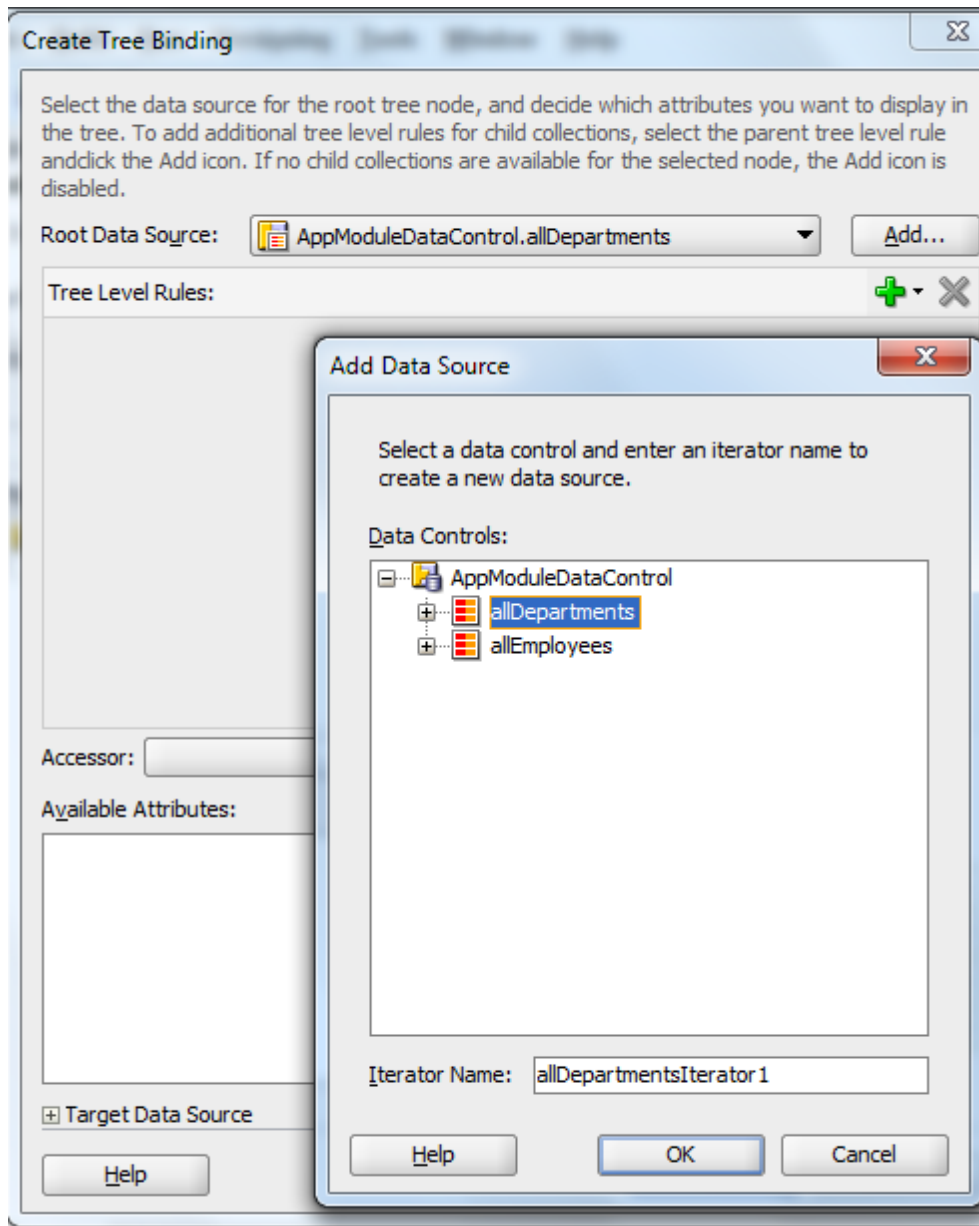 Create Tree Binding
Tools Window Help
Select the data source for the root tree node, and decide which attributes you want to display in
the tree. To add additional tree level rules for child collections, select the parent tree level rule
andclick the Add icon. If no child collections are available for the selected node, the Add icon is
disabled.
Root Data Source: AppModuleDataControl.allDepartments Add...
Tree Level Rules:
Add Data Source
Select a data control and enter an iterator name to
create a new data source.
Data Controls:
AppModuleDataControl
allDepartments
allEmployees
Accessor:
Available Attributes:
Iterator Name: allDepartmentsIterator1
Target Data Source
Help OK Cancel
Help